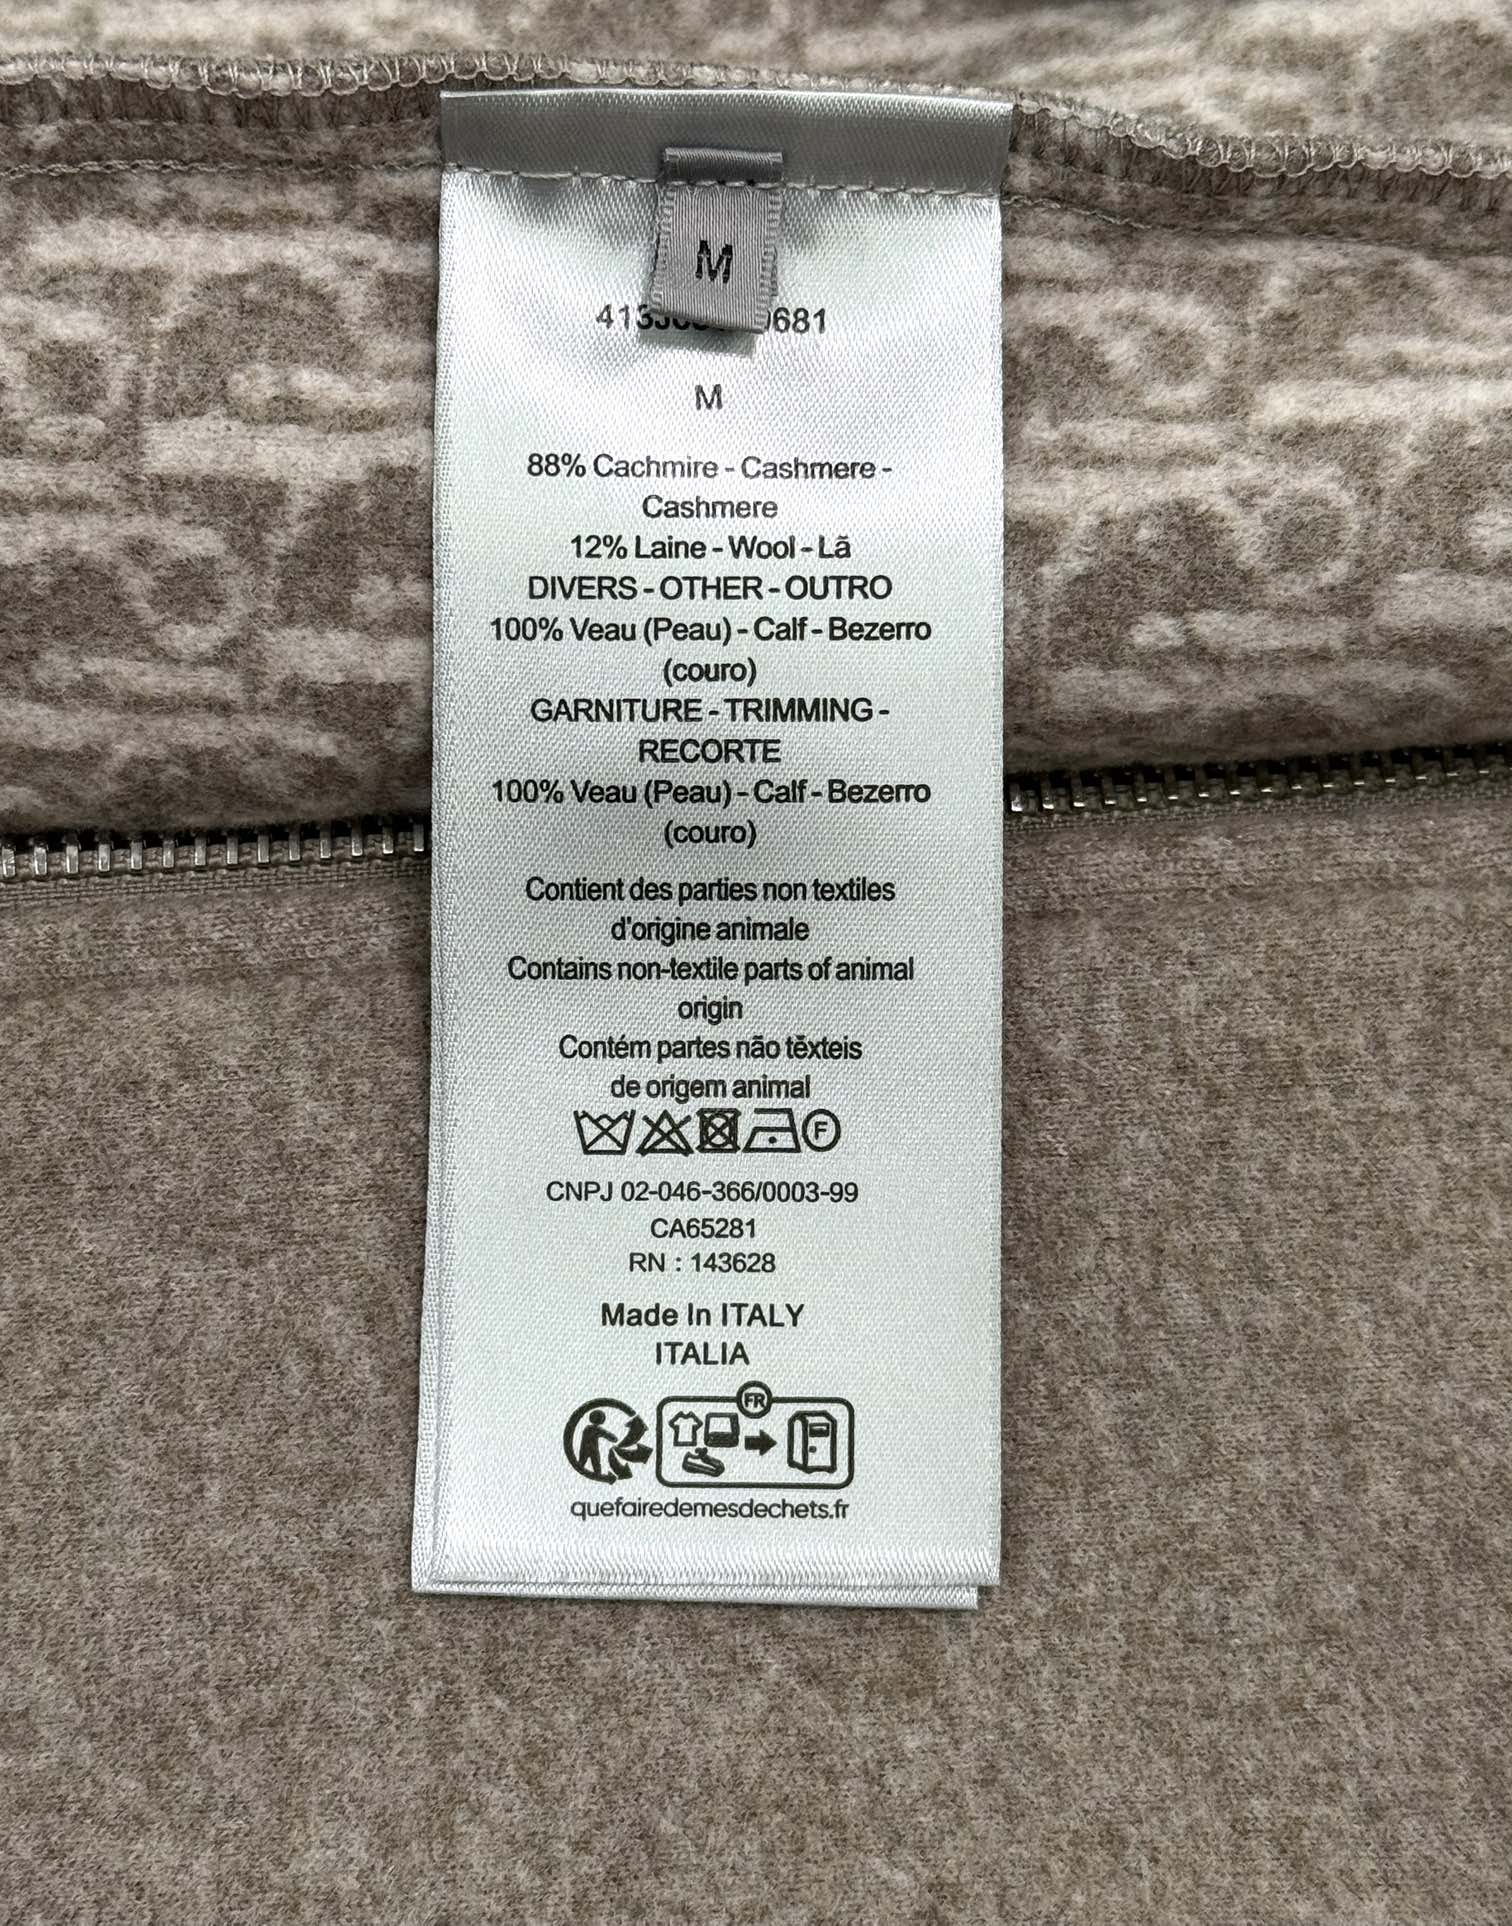 M
M
88% Cachmire - Cashmere -
Cashmere
12% Laine - Wool - Lã
DIVERS - OTHER - OUTRO
100% Veau (Peau) - Calf - Bezerro
(couro)
GARNITURE - TRIMMING -
RECORTE
100% Veau (Peau) - Calf - Bezerro
(couro)
Contient des parties non textiles
d'origine animale
Contains non-textile parts of animal
origin
Contém partes não těxteis
de origem animal
F
CNPJ 02-046-366/0003-99
CA65281
RN : 143628
Made In ITALY
ITALIA
FR
quefairedemesdechets.fr